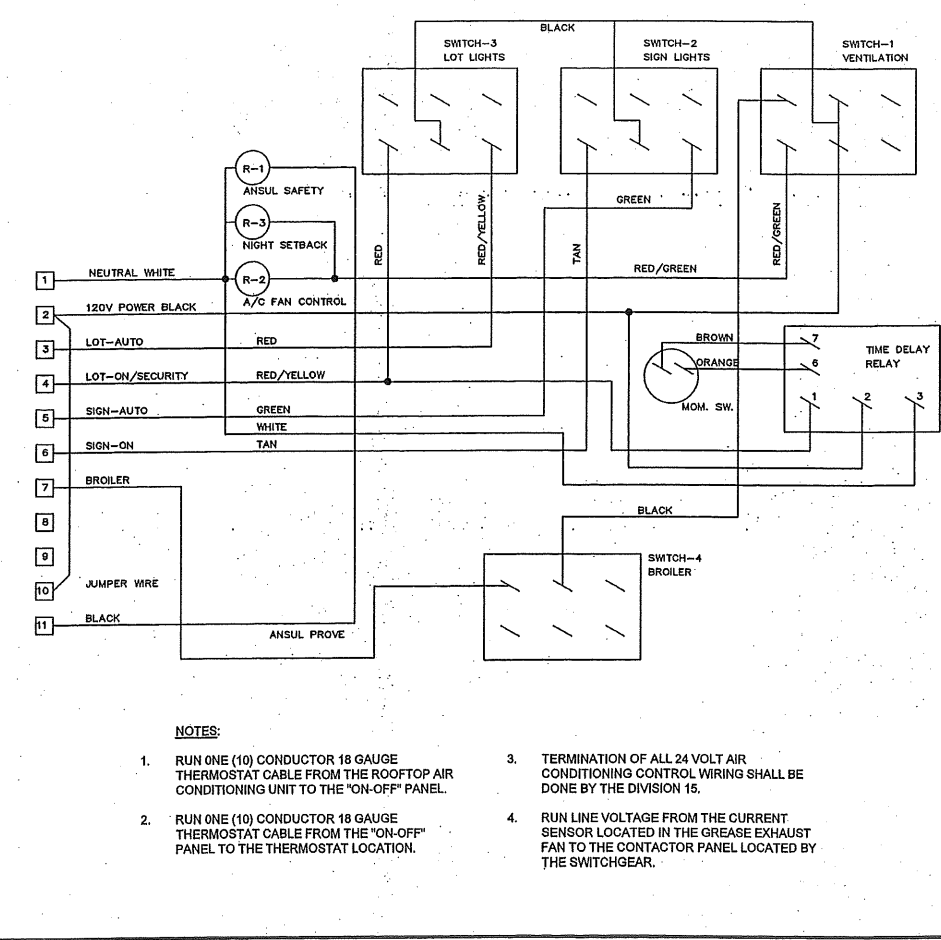 BLACK
SWITCH-3
LOT LIGHTS
SWITCH-2
SIGN LIGHTS
SWITCH-1
VENTILATION
R-1
ANSUL SAFETY
R-3
NIGHT SETBACK
R-2
A/C FAN CONTROL
RED
RED/YELLOW
TAN
GREEN
RED/GREEN
RED/GREEN
1 NEUTRAL WHITE
2 120V POWER BLACK
3 LOT-AUTO RED
4 LOT-ON/SECURITY RED/YELLOW
5 SIGN-AUTO GREEN
WHITE
6 SIGN-ON TAN
7 BROILER
8
9
10 JUMPER WIRE
11 BLACK
ANSUL PROVE
BROWN
ORANGE
MOM. SW.
7
6
TIME DELAY
RELAY
1 2 3
BLACK
SWITCH-4
BROILER
NOTES:
1. RUN ONE (10) CONDUCTOR 18 GAUGE
THERMOSTAT CABLE FROM THE ROOFTOP AIR
CONDITIONING UNIT TO THE "ON-OFF" PANEL.
2. RUN ONE (10) CONDUCTOR 18 GAUGE
THERMOSTAT CABLE FROM THE "ON-OFF"
PANEL TO THE THERMOSTAT LOCATION.
3. TERMINATION OF ALL 24 VOLT AIR
CONDITIONING CONTROL WIRING SHALL BE
DONE BY THE DIVISION 15.
4. RUN LINE VOLTAGE FROM THE CURRENT
SENSOR LOCATED IN THE GREASE EXHAUST
FAN TO THE CONTACTOR PANEL LOCATED BY
THE SWITCHGEAR.